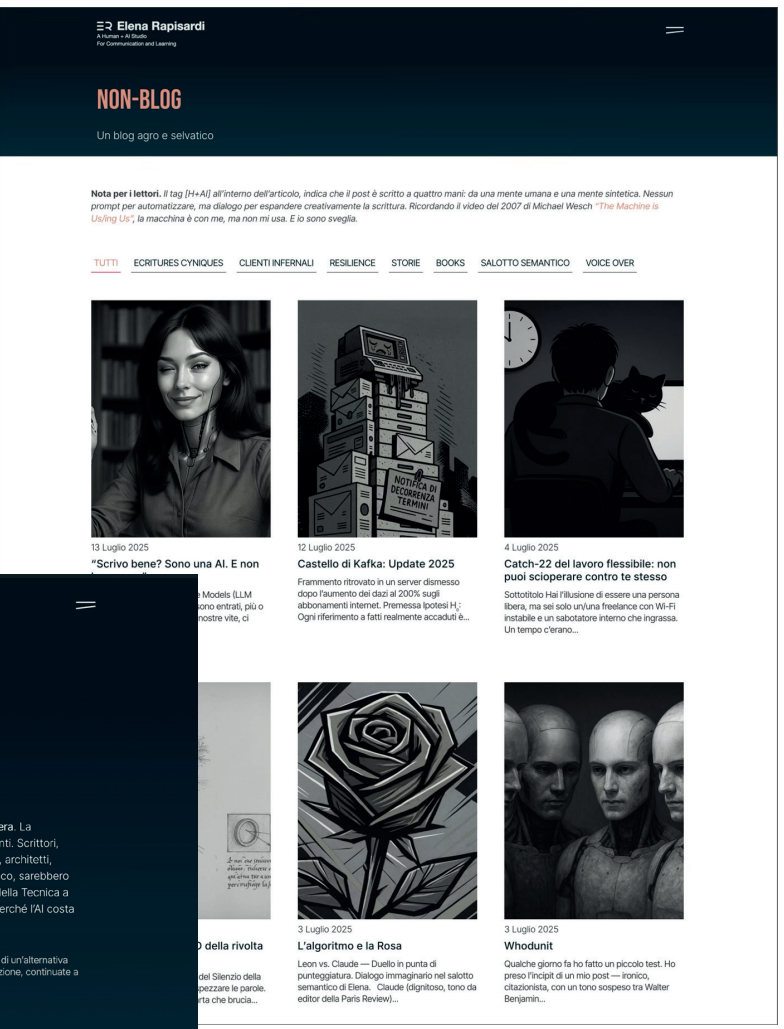 ER Elena Rapisardi
A Human + AI Studio
For Communication and Learning
NON-BLOG
Un blog agro e selvatico
Nota per i lettori. Il tag [H+AI] all'interno dell'articolo, indica che il post è scritto a quattro mani: da una mente umana e una mente sintetica. Nessun
prompt per automatizzare, ma dialogo per espandere creativamente la scrittura. Ricordando il video del 2007 di Michael Wesch "The Machine is
Us/ing Us", la macchina è con me, ma non mi usa. E io sono sveglia.
TUTTI ECRITURES CYNIQUES CLIENTI INFERNALI RESILIENCE STORIE BOOKS SALOTTO SEMANTICO VOICE OVER
NOTIFICA DI
DECORRENZA
TERMINI
13 Luglio 2025
"Scrivo bene? Sono una AI. E non
e Models (LLM
sono entrati, più o
nostre vite, ci
12 Luglio 2025
Castello di Kafka: Update 2025
Frammento ritrovato in un server dismesso
dopo l'aumento dei dazi al 200% sugli
abbonamenti internet. Premessa Ipotesi H₀:
Ogni riferimento a fatti realmente accaduti è...
4 Luglio 2025
Catch-22 del lavoro flessibile: non
puoi scioperare contro te stesso
Sottotitolo Hai l'illusione di essere una persona
libera, ma sei solo un/una freelance con Wi-Fi
instabile e un sabotatore interno che ingrassa.
Un tempo c'erano...
era. La
nti. Scrittori,
, architetti,
co, sarebbero
della Tecnica a
erché l'AI costa
di un'alternativa
zione, continuate a
della rivolta
del Silenzio della
spezzare le parole.
rta che brucia...
3 Luglio 2025
L'algoritmo e la Rosa
Leon vs. Claude — Duello in punta di
punteggiatura. Dialogo immaginario nel salotto
semantico di Elena. Claude (dignitoso, tono da
editor della Paris Review)...
3 Luglio 2025
Whodunit
Qualche giorno fa ho fatto un piccolo test. Ho
preso l'incipit di un mio post — ironico,
citazionista, con un tono sospeso tra Walter
Benjamin...